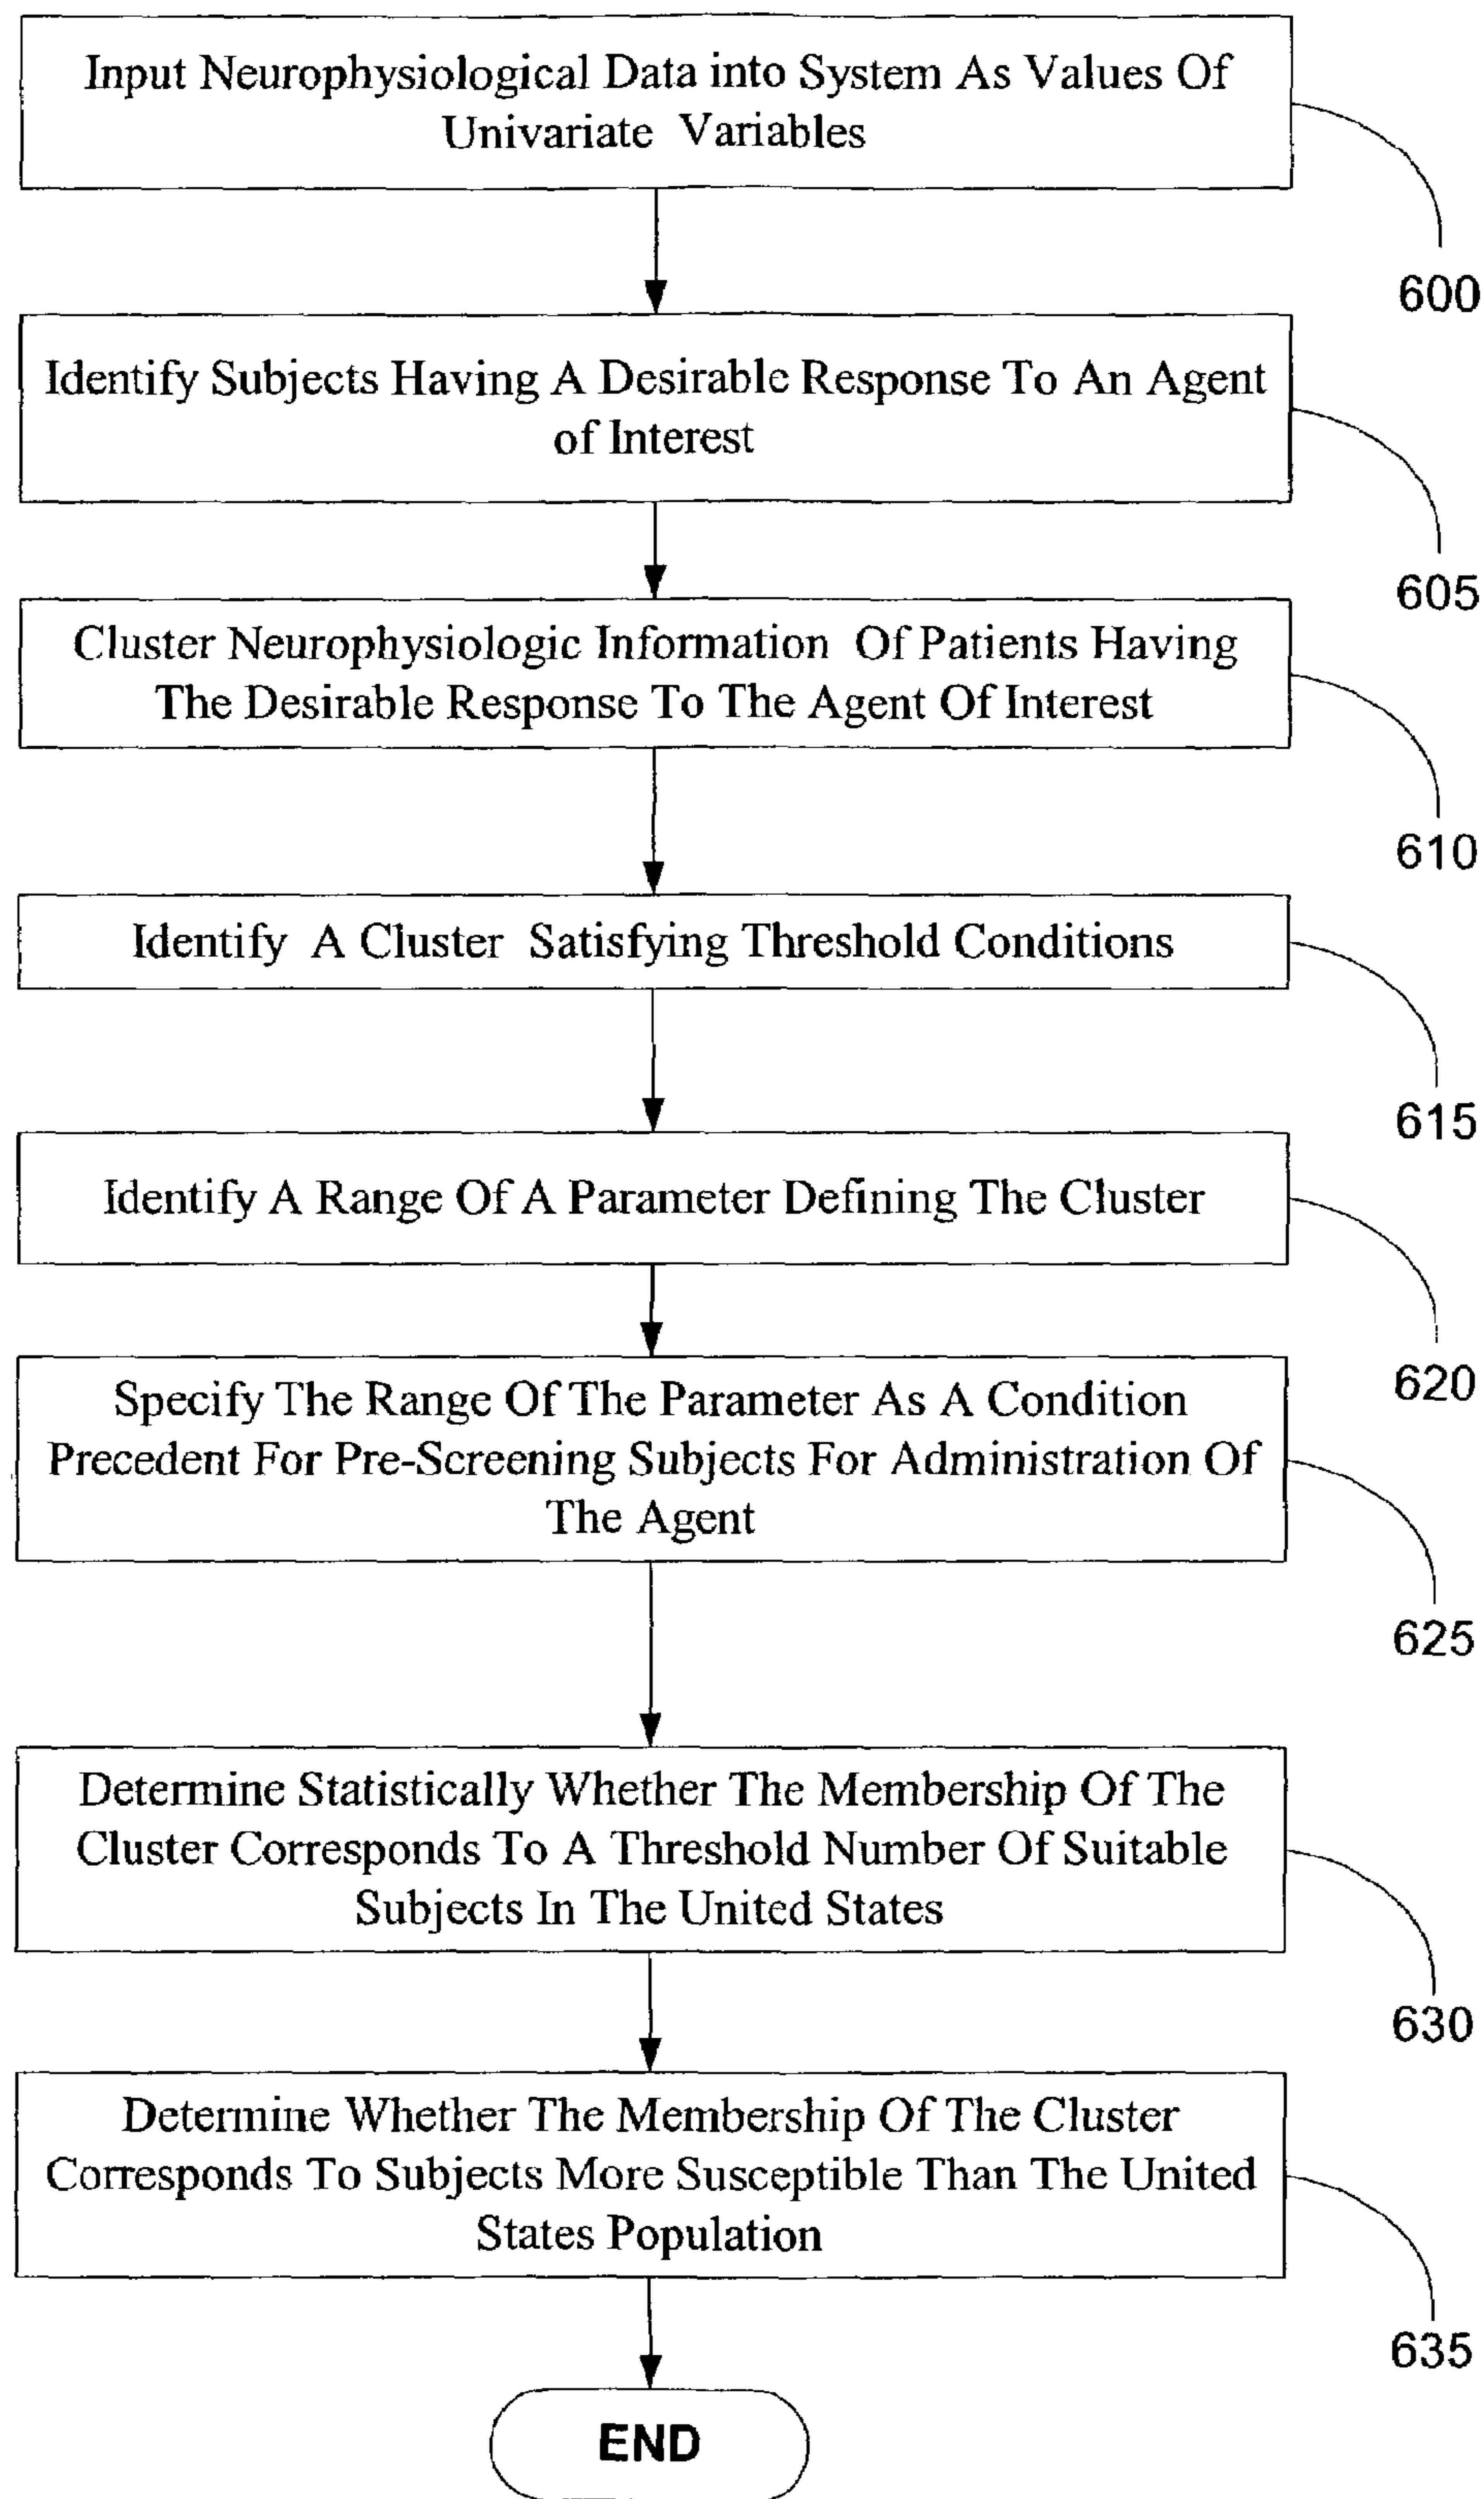 Input Neurophysiological Data into System As Values Of
Univariate Variables
600
Identify Subjects Having A Desirable Response To An Agent
of Interest
605
Cluster Neurophysiologic Information Of Patients Having
The Desirable Response To The Agent Of Interest
610
Identify A Cluster Satisfying Threshold Conditions
615
Identify A Range Of A Parameter Defining The Cluster
620
Specify The Range Of The Parameter As A Condition
Precedent For Pre-Screening Subjects For Administration Of
The Agent
625
Determine Statistically Whether The Membership Of The
Cluster Corresponds To A Threshold Number Of Suitable
Subjects In The United States
630
Determine Whether The Membership Of The Cluster
Corresponds To Subjects More Susceptible Than The United
States Population
635
END